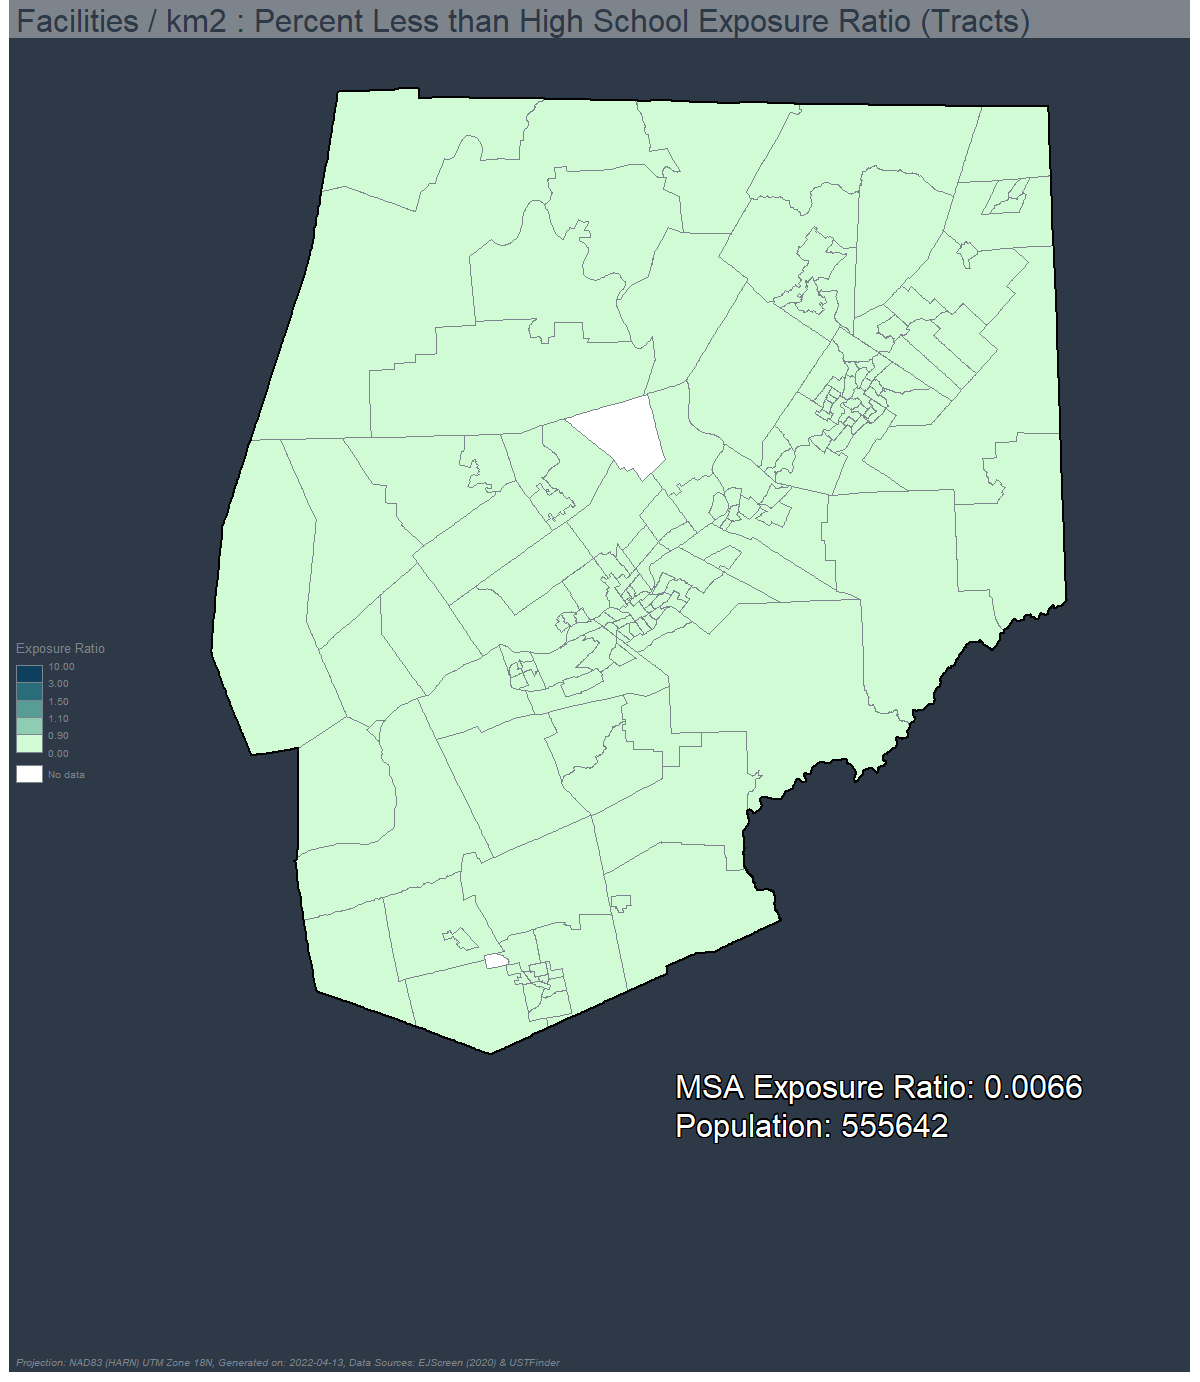 Facilities / km2 : Percent Less than High School Exposure Ratio (Tracts)
Exposure Ratio
10.00
3.00
1.50
1.10
0.90
0.00
No data
MSA Exposure Ratio: 0.0066
Population: 555642
Projection: NAD83 (HARN) UTM Zone 18N, Generated on: 2022-04-13, Data Sources: EJScreen (2020) & USTFinder